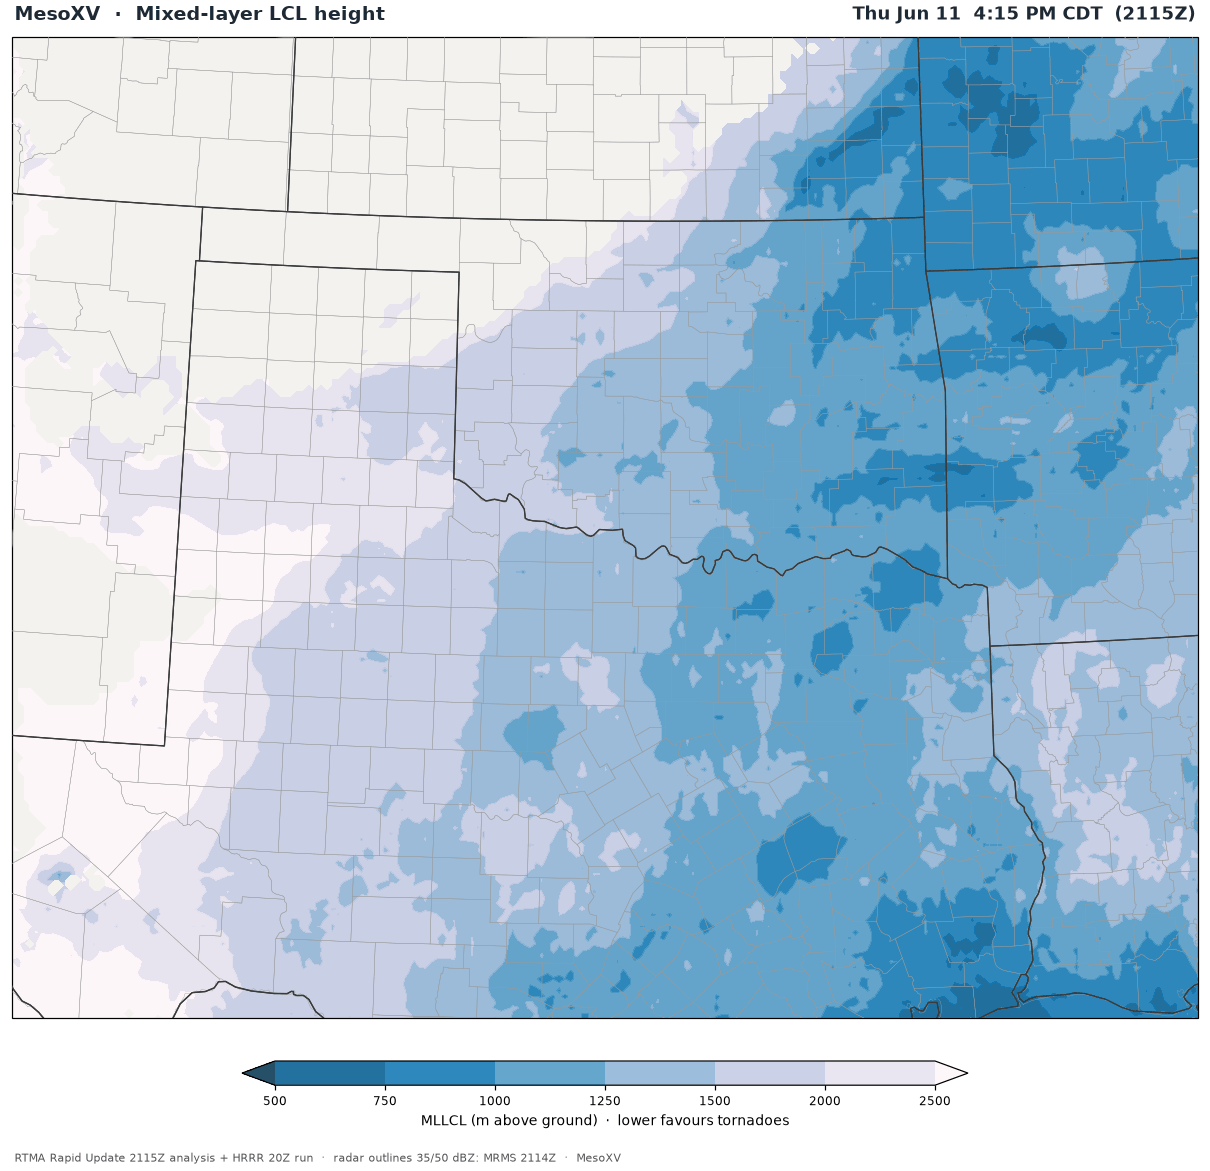 MesoXV · Mixed-layer LCL height
Thu Jun 11 4:15 PM CDT (2115Z)
500 750 1000 1250 1500 2000 2500
MLLCL (m above ground) · lower favours tornadoes
RTMA Rapid Update 2115Z analysis + HRRR 20Z run · radar outlines 35/50 dBZ: MRMS 2114Z · MesoXV